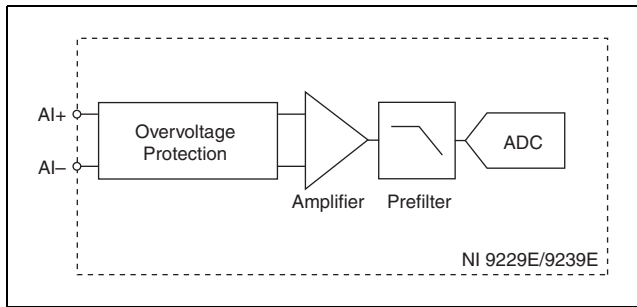 AI+
AI–
Overvoltage
Protection
Amplifier
Prefilter
ADC
NI 9229E/9239E